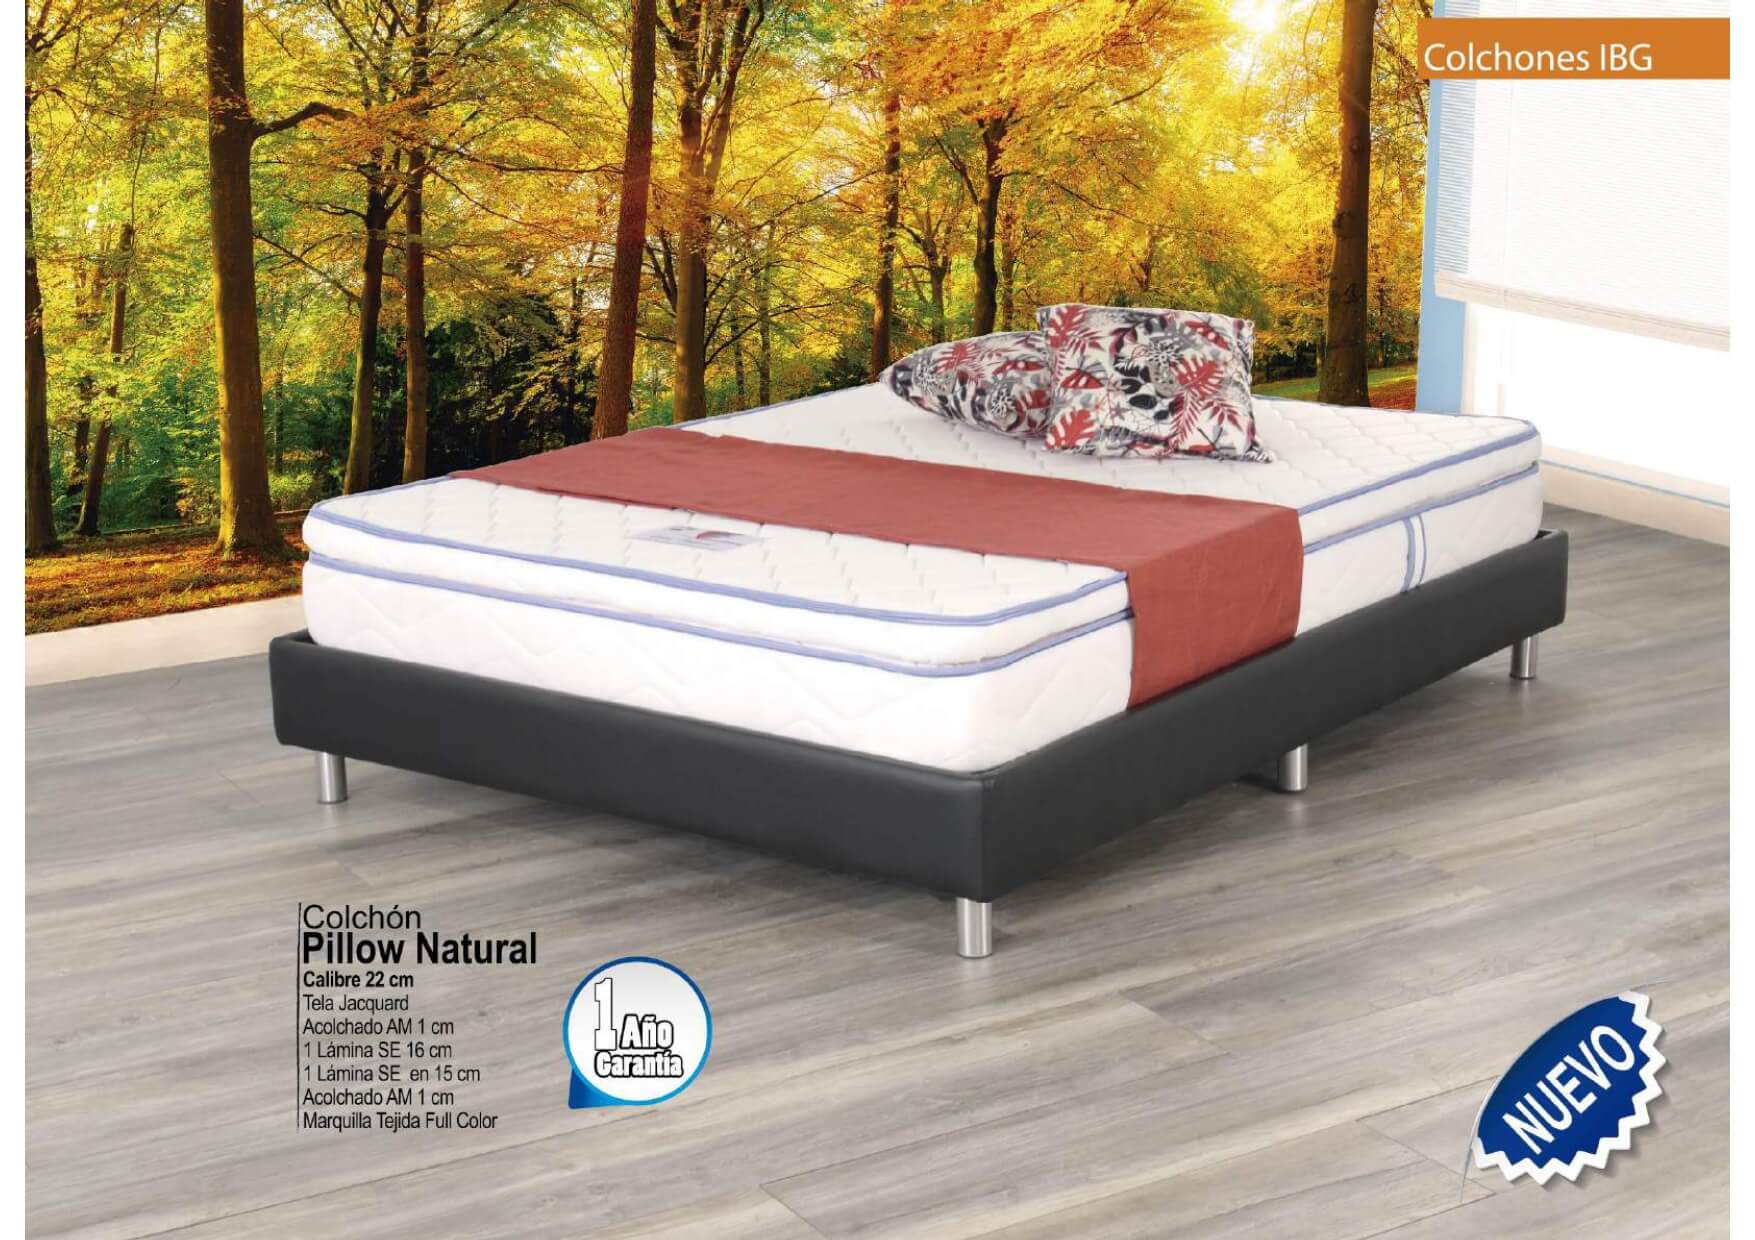 Colchones IBG
Colchón
Pillow Natural
Calibre 22 cm
Tela Jacquard
Acolchado AM 1 cm
1 Lámina SE 16 cm
1 Lámina SE en 15 cm
Acolchado AM 1 cm
Marquilla Tejida Full Color
1 Año
Garantía
NUEVO